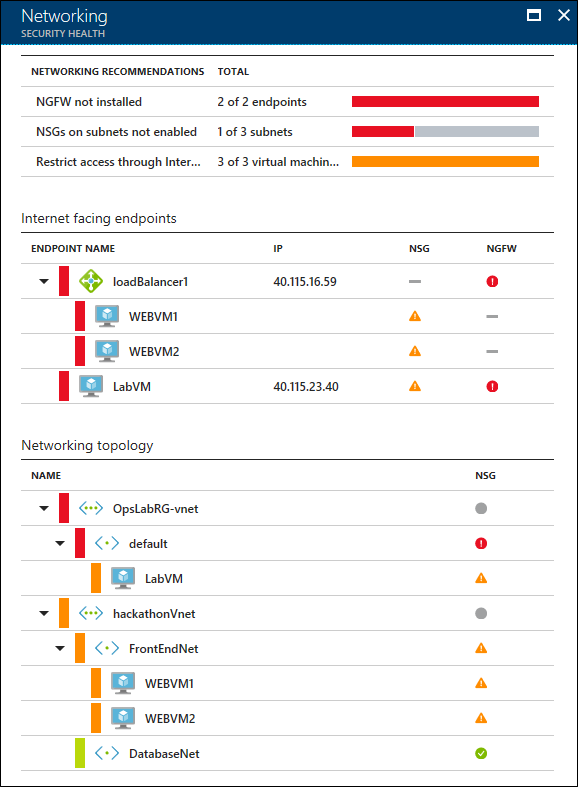 Networking
SECURITY HEALTH
NETWORKING RECOMMENDATIONS TOTAL
NGFW not installed 2 of 2 endpoints
NSGs on subnets not enabled 1 of 3 subnets
Restrict access through Inter... 3 of 3 virtual machin...
Internet facing endpoints
ENDPOINT NAME IP NSG NGFW
loadBalancer1 40.115.16.59
WEBVM1
WEBVM2
LabVM 40.115.23.40
Networking topology
NAME NSG
OpsLabRG-vnet
default
LabVM
hackathonVnet
FrontEndNet
WEBVM1
WEBVM2
DatabaseNet